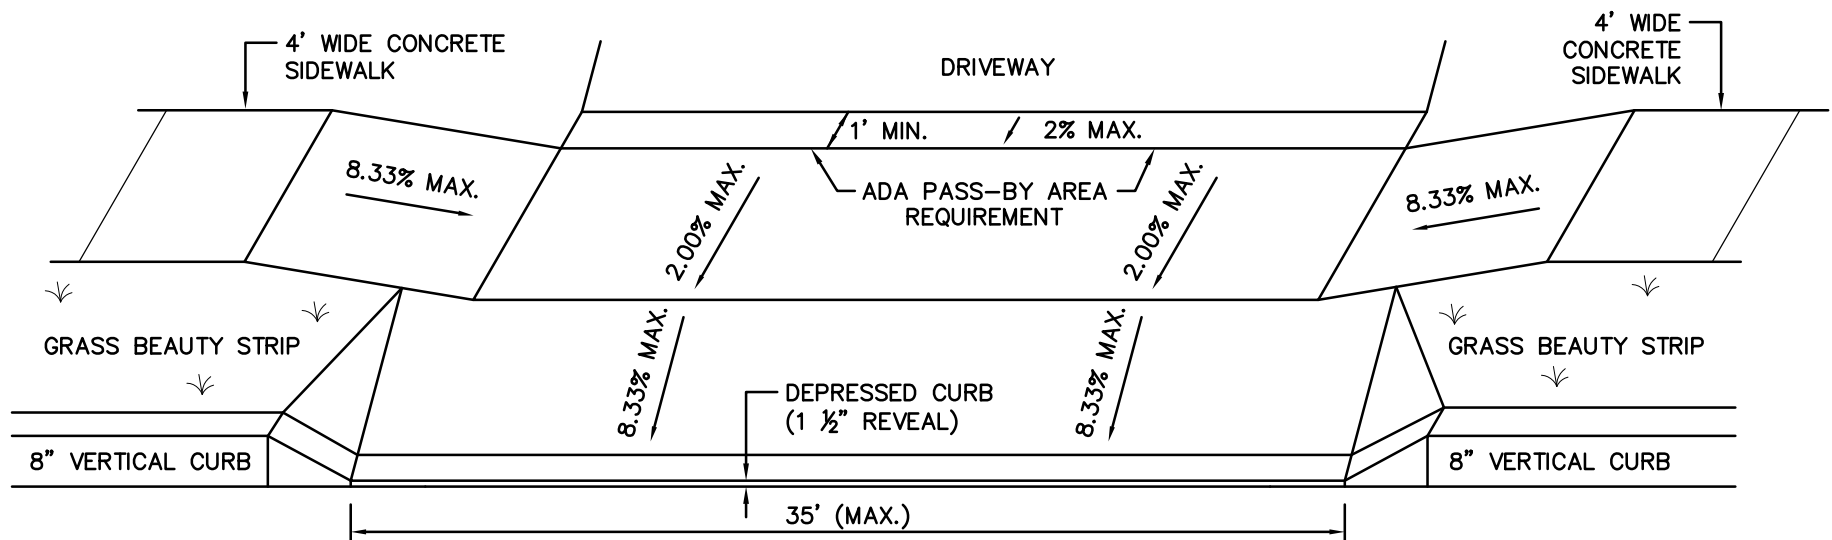 4' WIDE CONCRETE
SIDEWALK
DRIVEWAY
4' WIDE
CONCRETE
SIDEWALK
1' MIN.
2% MAX.
8.33% MAX.
2.00% MAX.
ADA PASS-BY AREA
REQUIREMENT
2.00% MAX.
8.33% MAX.
GRASS BEAUTY STRIP
8.33% MAX.
8.33% MAX.
GRASS BEAUTY STRIP
DEPRESSED CURB
(1 ½" REVEAL)
8" VERTICAL CURB
8" VERTICAL CURB
35' (MAX.)